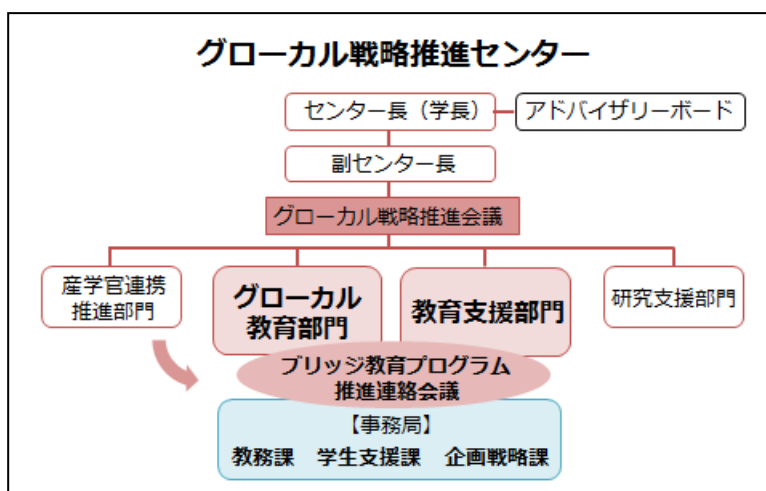 グローカル戦略推進センター
センター長（学長）
アドバイザリーボード
副センター長
グローカル戦略推進会議
産学官連携
推進部門
グローカル
教育部門
教育支援部門
研究支援部門
ブリッジ教育プログラム
推進連絡会議
【事務局】
教務課　学生支援課　企画戦略課